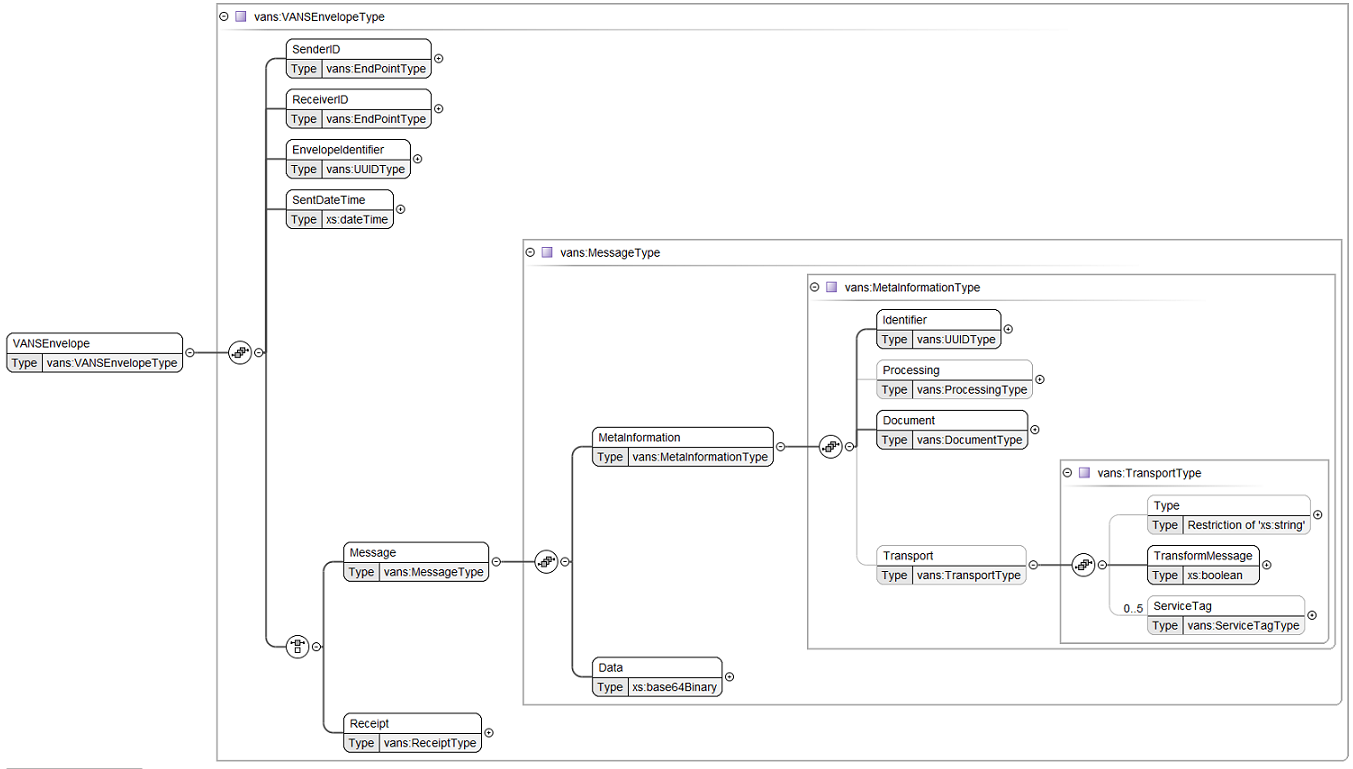 vans:VANSEnvelopeType
SenderID
Type vans:EndPointType
ReceiverID
Type vans:EndPointType
EnvelopeIdentifier
Type vans:UUIDType
SentDateTime
Type xs:dateTime
vans:MessageType
vans:MetaInformationType
Identifier
Type vans:UUIDType
VANSEnvelope
Type vans:VANSEnvelopeType
Processing
Type vans:ProcessingType
Document
Type vans:DocumentType
MetaInformation
Type vans:MetaInformationType
vans:TransportType
Type
Type Restriction of 'xs:string'
Message
Type vans:MessageType
Transport
Type vans:TransportType
TransformMessage
Type xs:boolean
0..5 ServiceTag
Type vans:ServiceTagType
Data
Type xs:base64Binary
Receipt
Type vans:ReceiptType